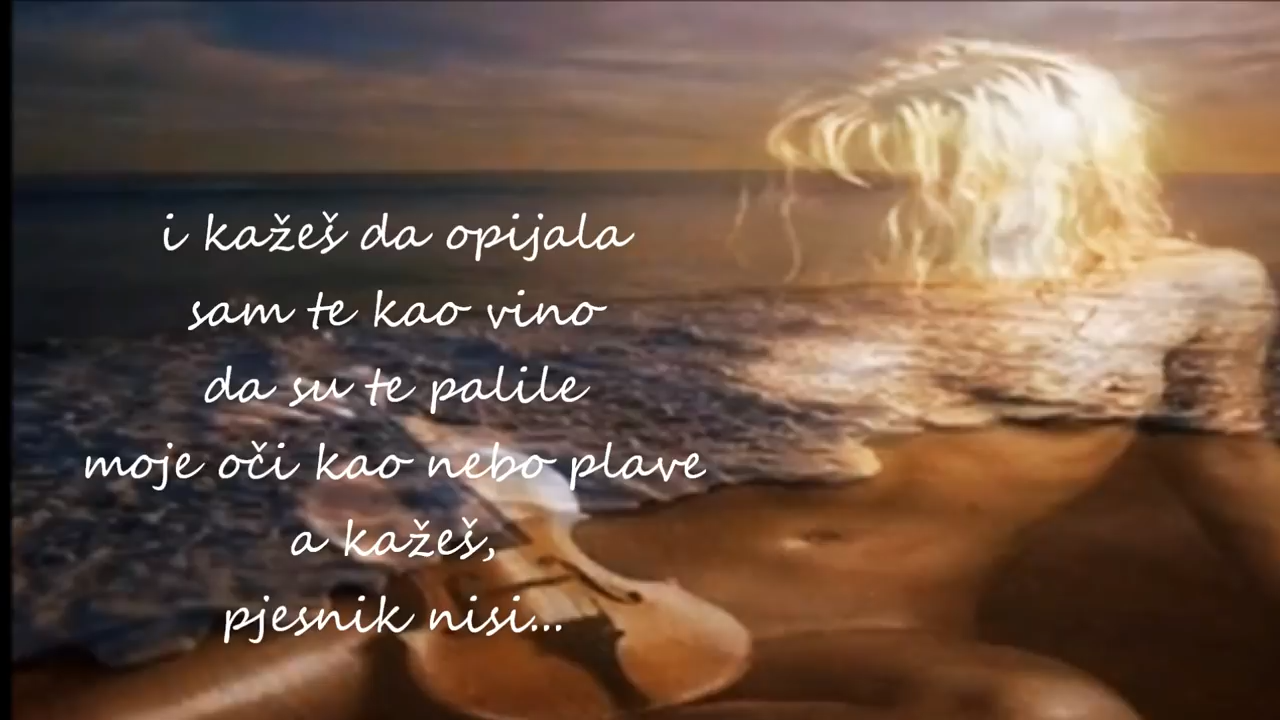 i kažeš da opijala
sam te kao vino
da su te palile
moje oči kao nebo plave
a kažeš,
pjesnik nisi...